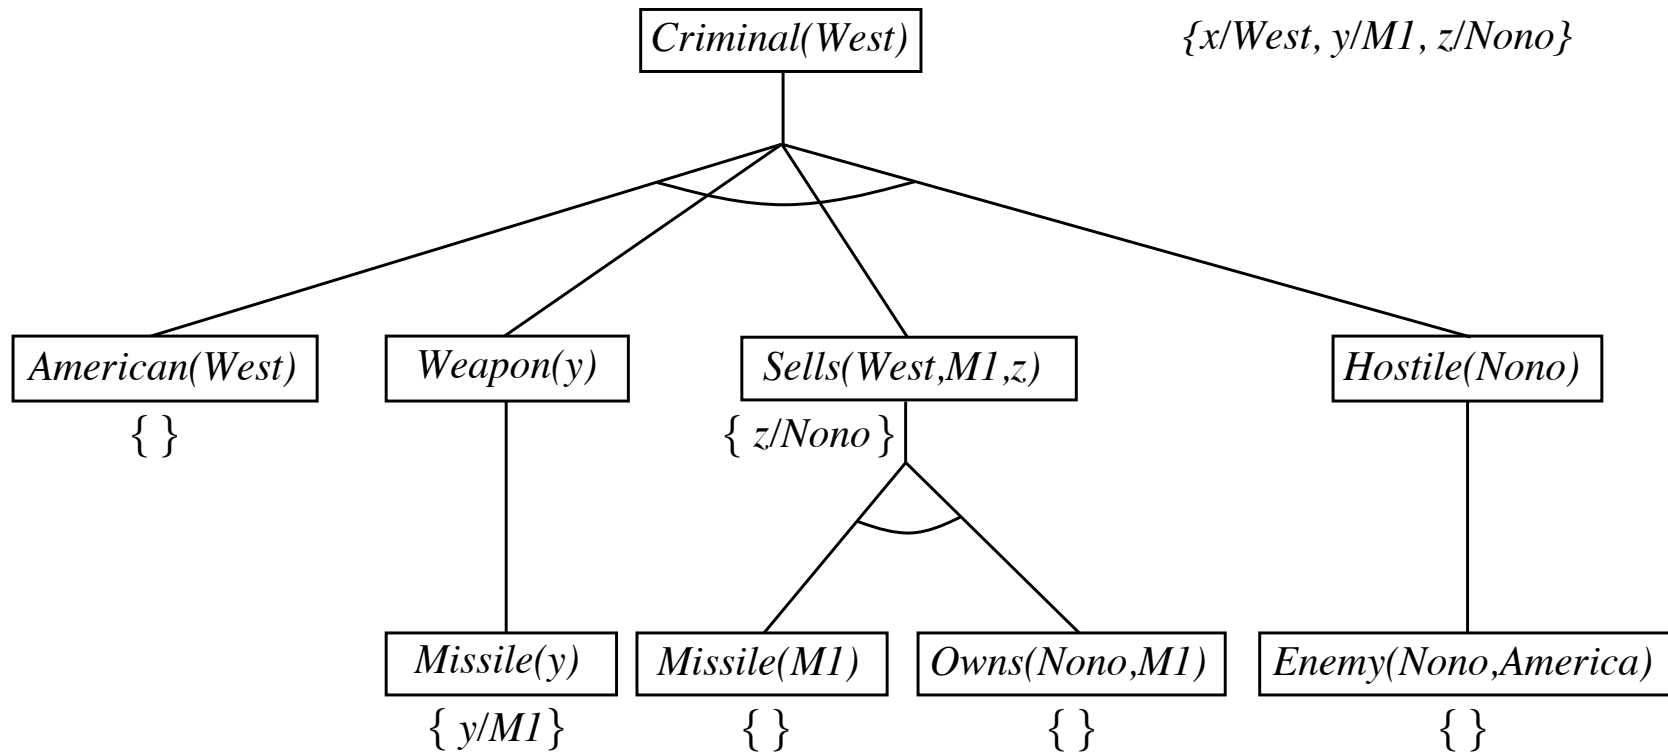 Criminal(West)
{x/West, y/M1, z/Nono}
American(West)
Weapon(y)
Sells(West,M1,z)
Hostile(Nono)
{ }
{ z/Nono }
Missile(y)
Missile(M1)
Owns(Nono,M1)
Enemy(Nono,America)
{ y/M1 }
{ }
{ }
{ }